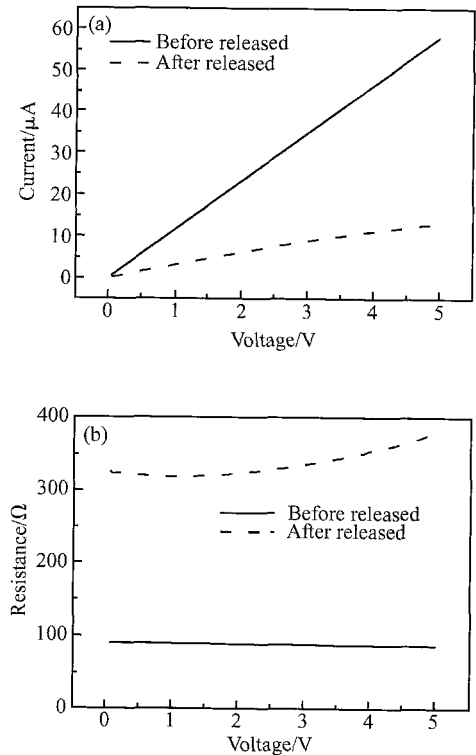 (a)
Before released
After released
60
50
40
30
20
10
0
Current/μA
0 1 2 3 4 5
Voltage/V
(b)
400
300
200
100
0
Before released
After released
Resistance/Ω
0 1 2 3 4 5
Voltage/V